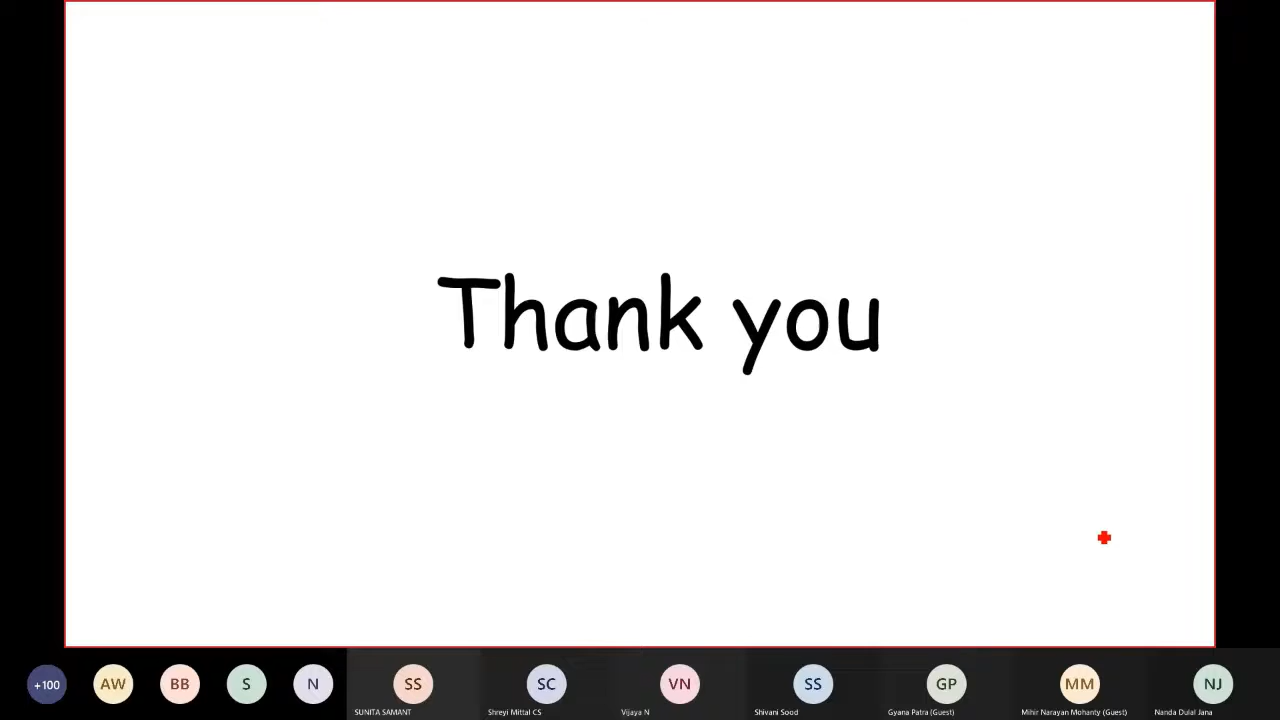 Thank you
+100
AW
BB
S
N
SS
SC
VN
SS
GP
MM
NJ
SUNITA SAMANT
Shreyi Mittal CS
Vijaya N
Shivani Sood
Gyana Patra (Guest)
Mihir Narayan Mohanty (Guest)
Nanda Dulal Jana